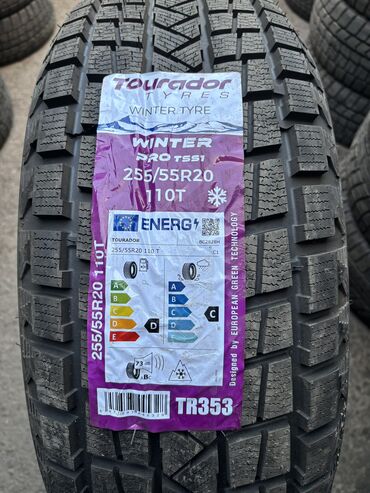 Tourador
TYRES
WINTER TYRE
WINTER
PRO TSS1
255/55R20
110T
ENERG
TOURADOR
255/55R20 110 T
C1
A
B
C
D
E
D
A
B
C
D
E
C
73
B
TR353
255/55R20 110T
Designed by EUROPEAN GREEN TECHNOLOGY